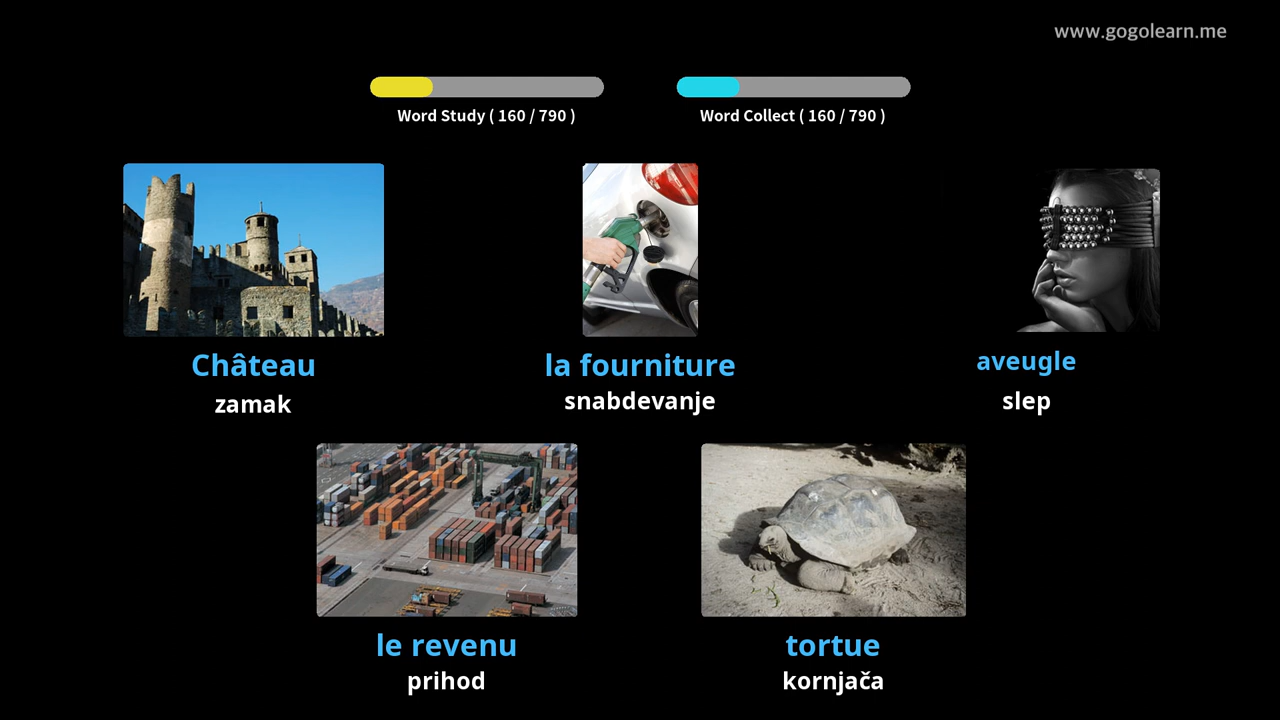 www.gogolearn.me
Word Study ( 160 / 790 )
Word Collect ( 160 / 790 )
Château
zamak
la fourniture
snabdevanje
aveugle
slep
le revenu
prihod
tortue
kornjača